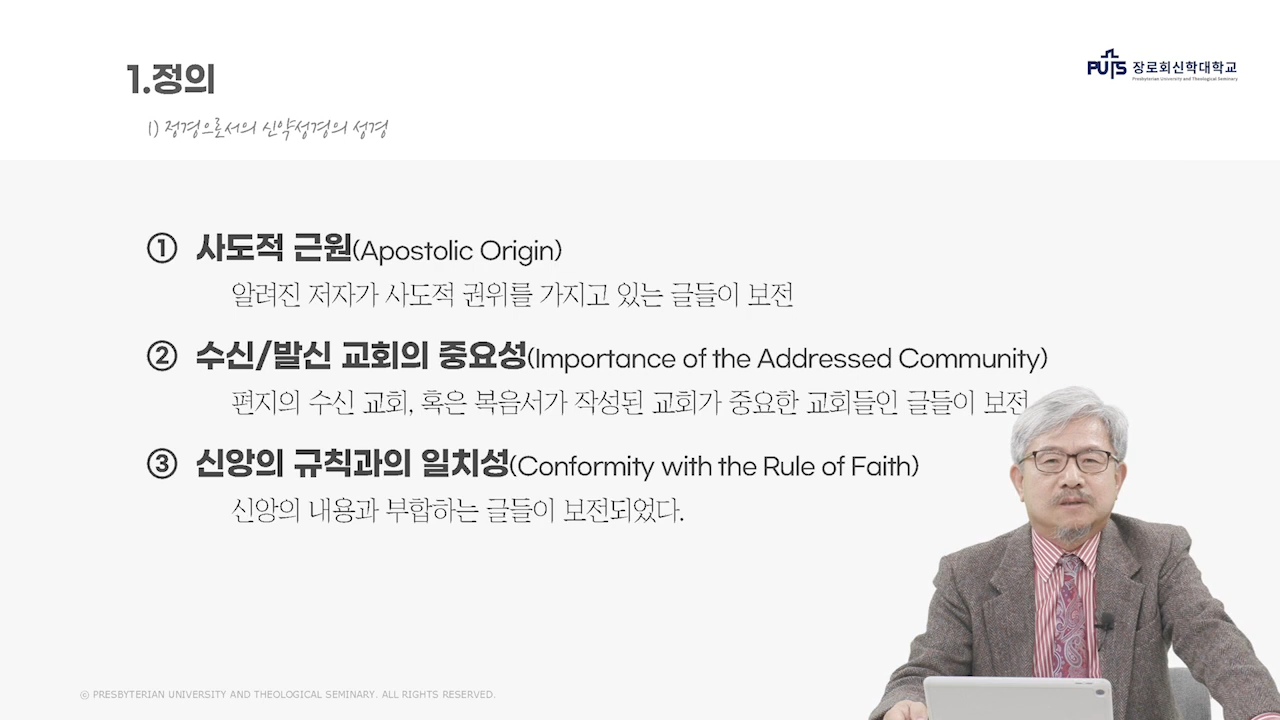 1.정의
PUTS 장로회신학대학교
Presbyterian University and Theological Seminary
1) 정경으로서의 신약성경의 성경
① 사도적 근원(Apostolic Origin)
알려진 저자가 사도적 권위를 가지고 있는 글들이 보전
② 수신/발신 교회의 중요성(Importance of the Addressed Community)
편지의 수신 교회, 혹은 복음서가 작성된 교회가 중요한 교회들인 글들이 보전
③ 신앙의 규칙과의 일치성(Conformity with the Rule of Faith)
신앙의 내용과 부합하는 글들이 보전되었다.
© PRESBYTERIAN UNIVERSITY AND THEOLOGICAL SEMINARY. ALL RIGHTS RESERVED.